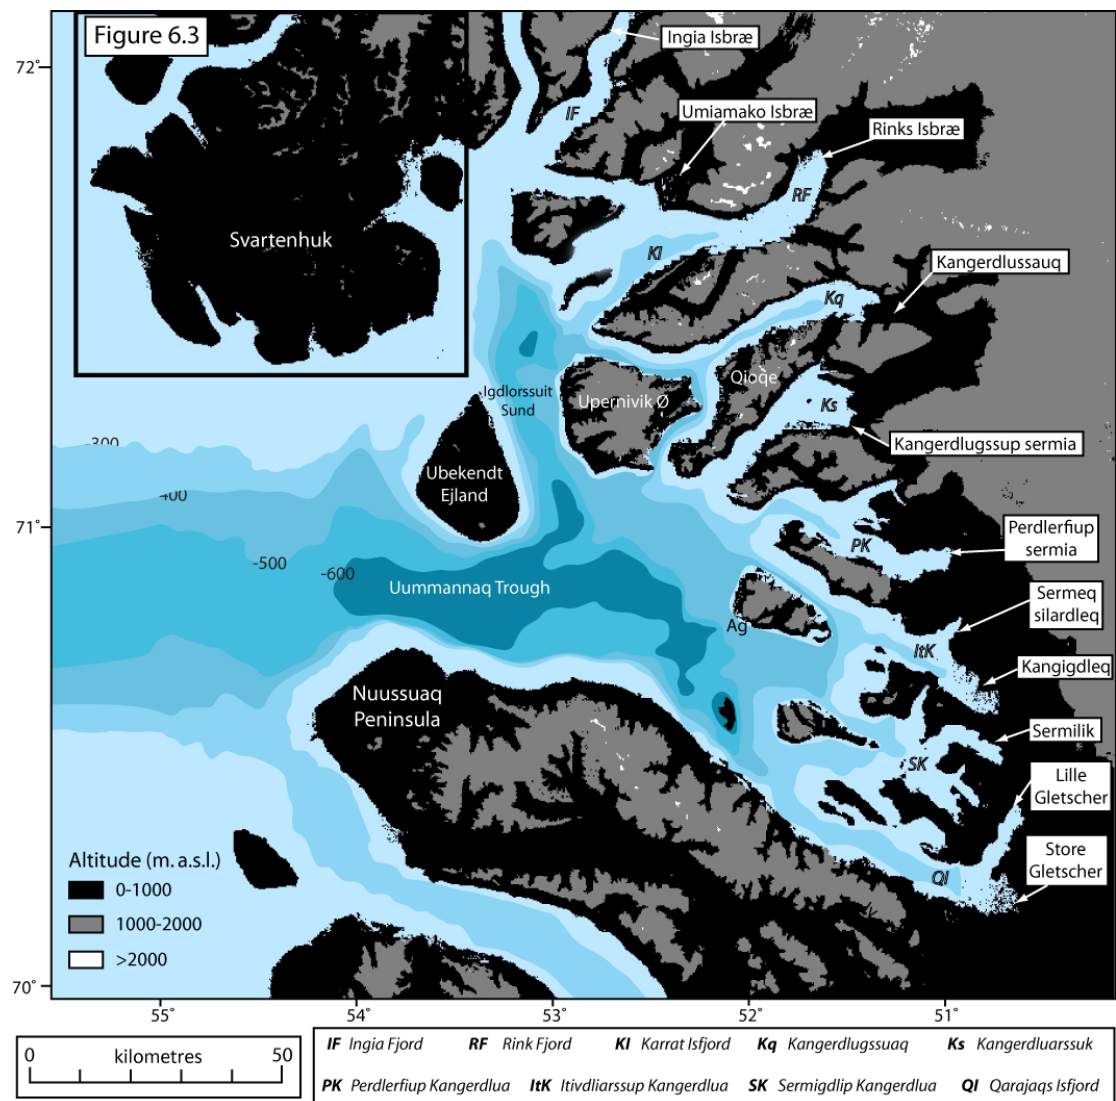 Figure 6.3
Ingia Isbræ
72°
Umiamako Isbræ
IF
Rinks Isbræ
RF
Svartenhuk
KI
Kangerdlussauq
Kq
Qioqe
Igdlorssuit
Sund
Upernivik Ø
Ks
-300
Kangerdlugssup sermia
Ubekendt
Ejland
-400
71°
Perdlerfiup
sermia
PK
-500
-600
Uummannaq Trough
Sermeq
silardleq
Ag
ItK
Kangigdleq
Nuussuaq
Peninsula
Sermilik
SK
Lille
Gletscher
Store
Gletscher
QI
Altitude (m. a.s.l.)
0-1000
1000-2000
>2000
70°
55°
54°
53°
52°
51°
0 kilometres 50
IF Ingia Fjord
RF Rink Fjord
KI Karrat Isfjord
Kq Kangerdlugssuaq
Ks Kangerdluarssuk
PK Perdlerfiup Kangerdlua
ItK Itivdliarssup Kangerdlua
SK Sermigdlip Kangerdlua
QI Qarajaqs Isfjord